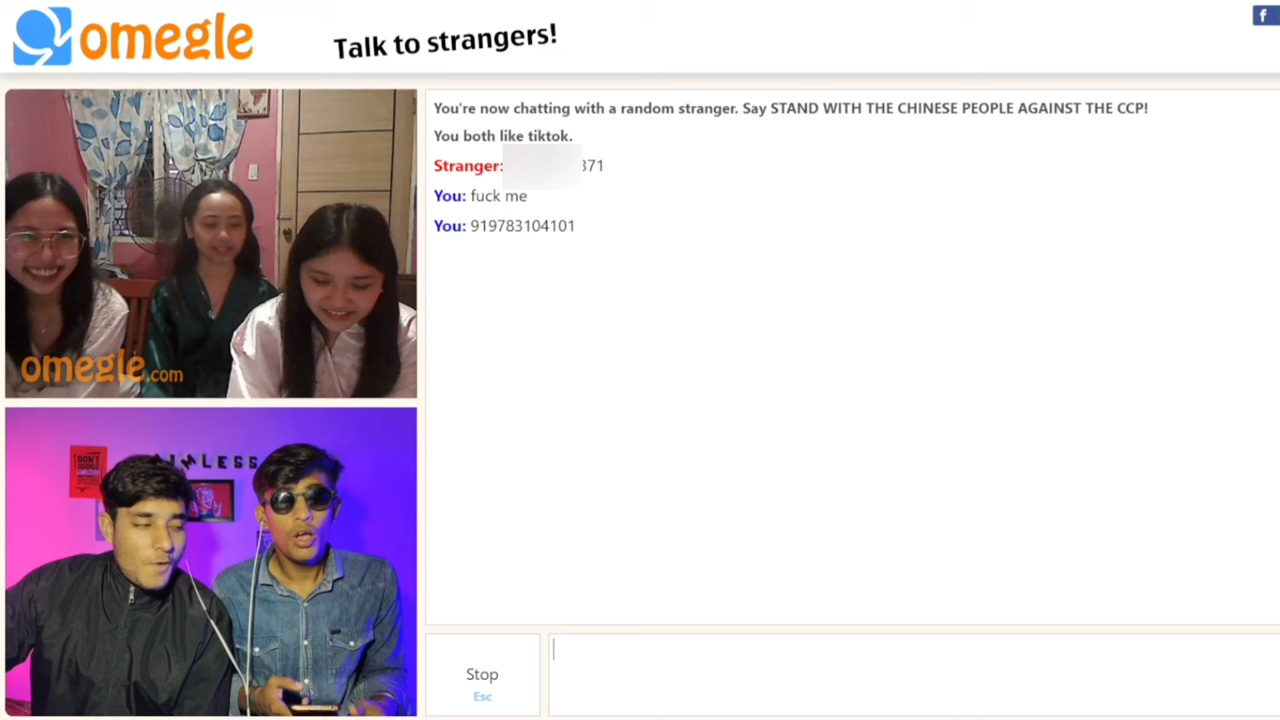 omegle
Talk to strangers!
f
You're now chatting with a random stranger. Say STAND WITH THE CHINESE PEOPLE AGAINST THE CCP!
You both like tiktok.
Stranger: 371
You: fuck me
You: 919783104101
omegle.com
DON'T JUDGE
AIMLESS
Stop
Esc